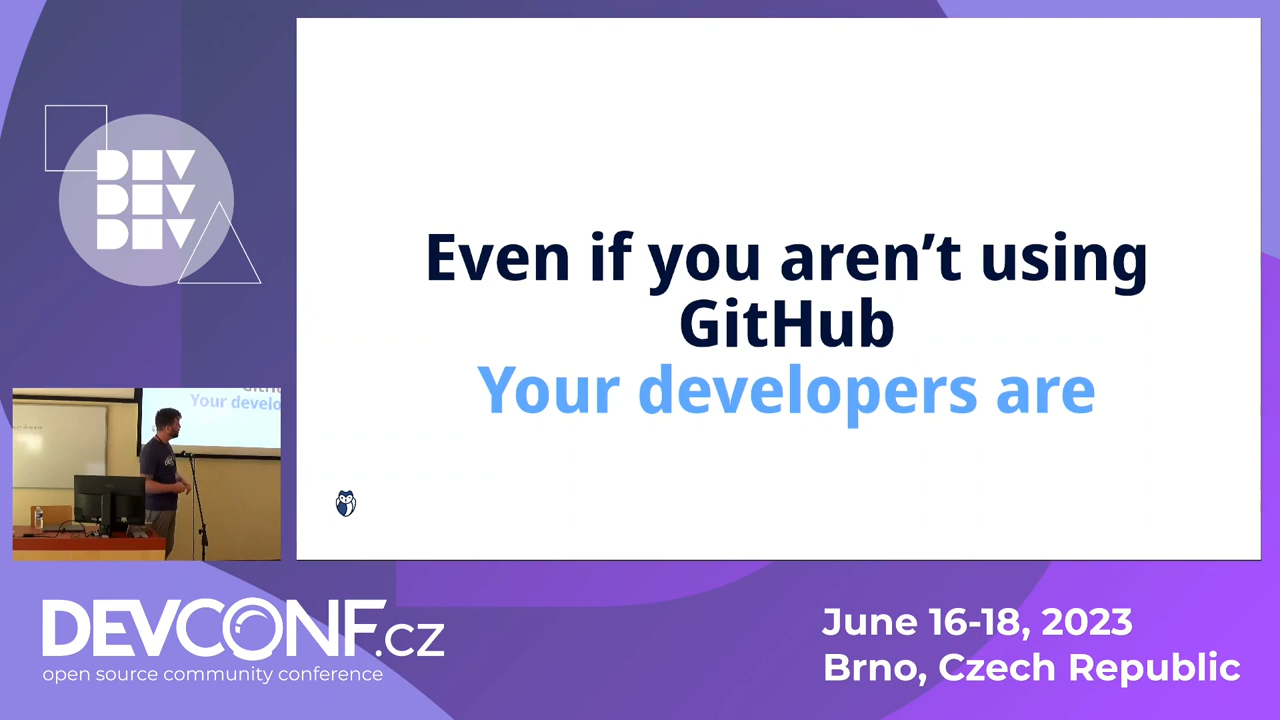 DEV
DEV
DEV
Even if you aren’t using
GitHub
Your developers are
Your develo
DEVCONF.cz
open source community conference
June 16-18, 2023
Brno, Czech Republic